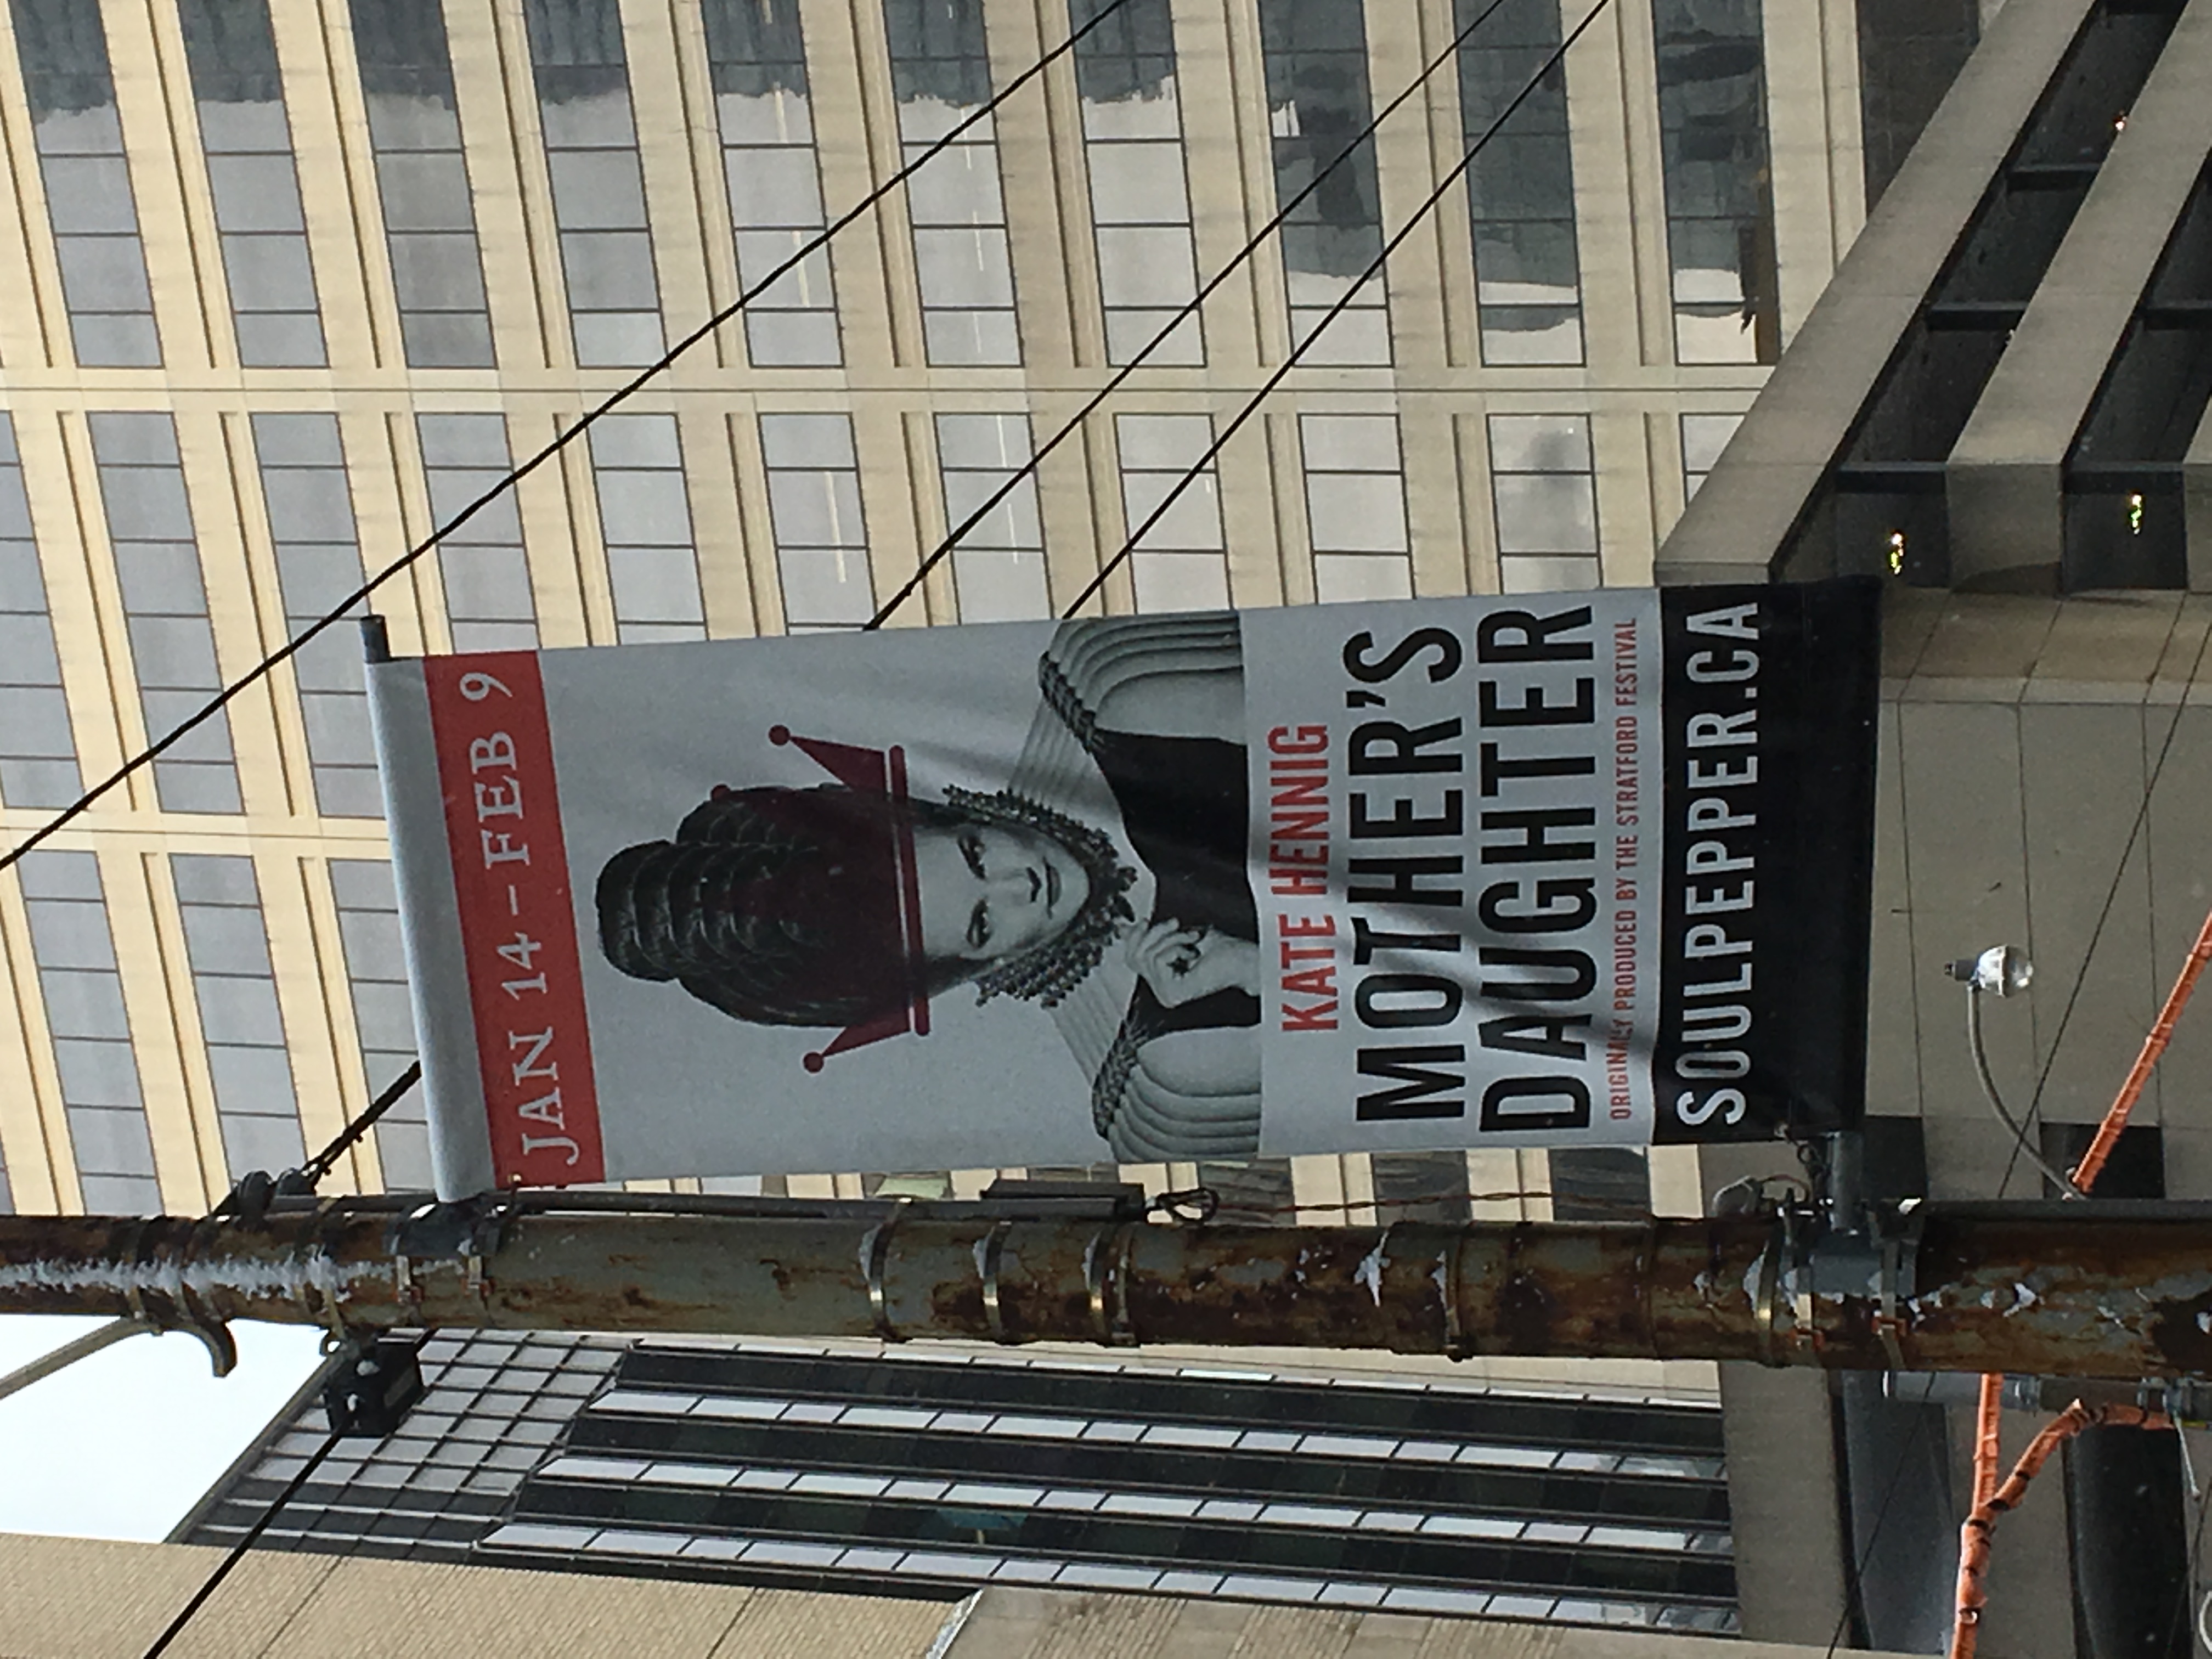 JAN 14 – FEB 9
KATE HENNIG
MOTHER'S
DAUGHTER
ORIGINALLY PRODUCED BY THE STRATFORD FESTIVAL
SOULPEPPER.CA